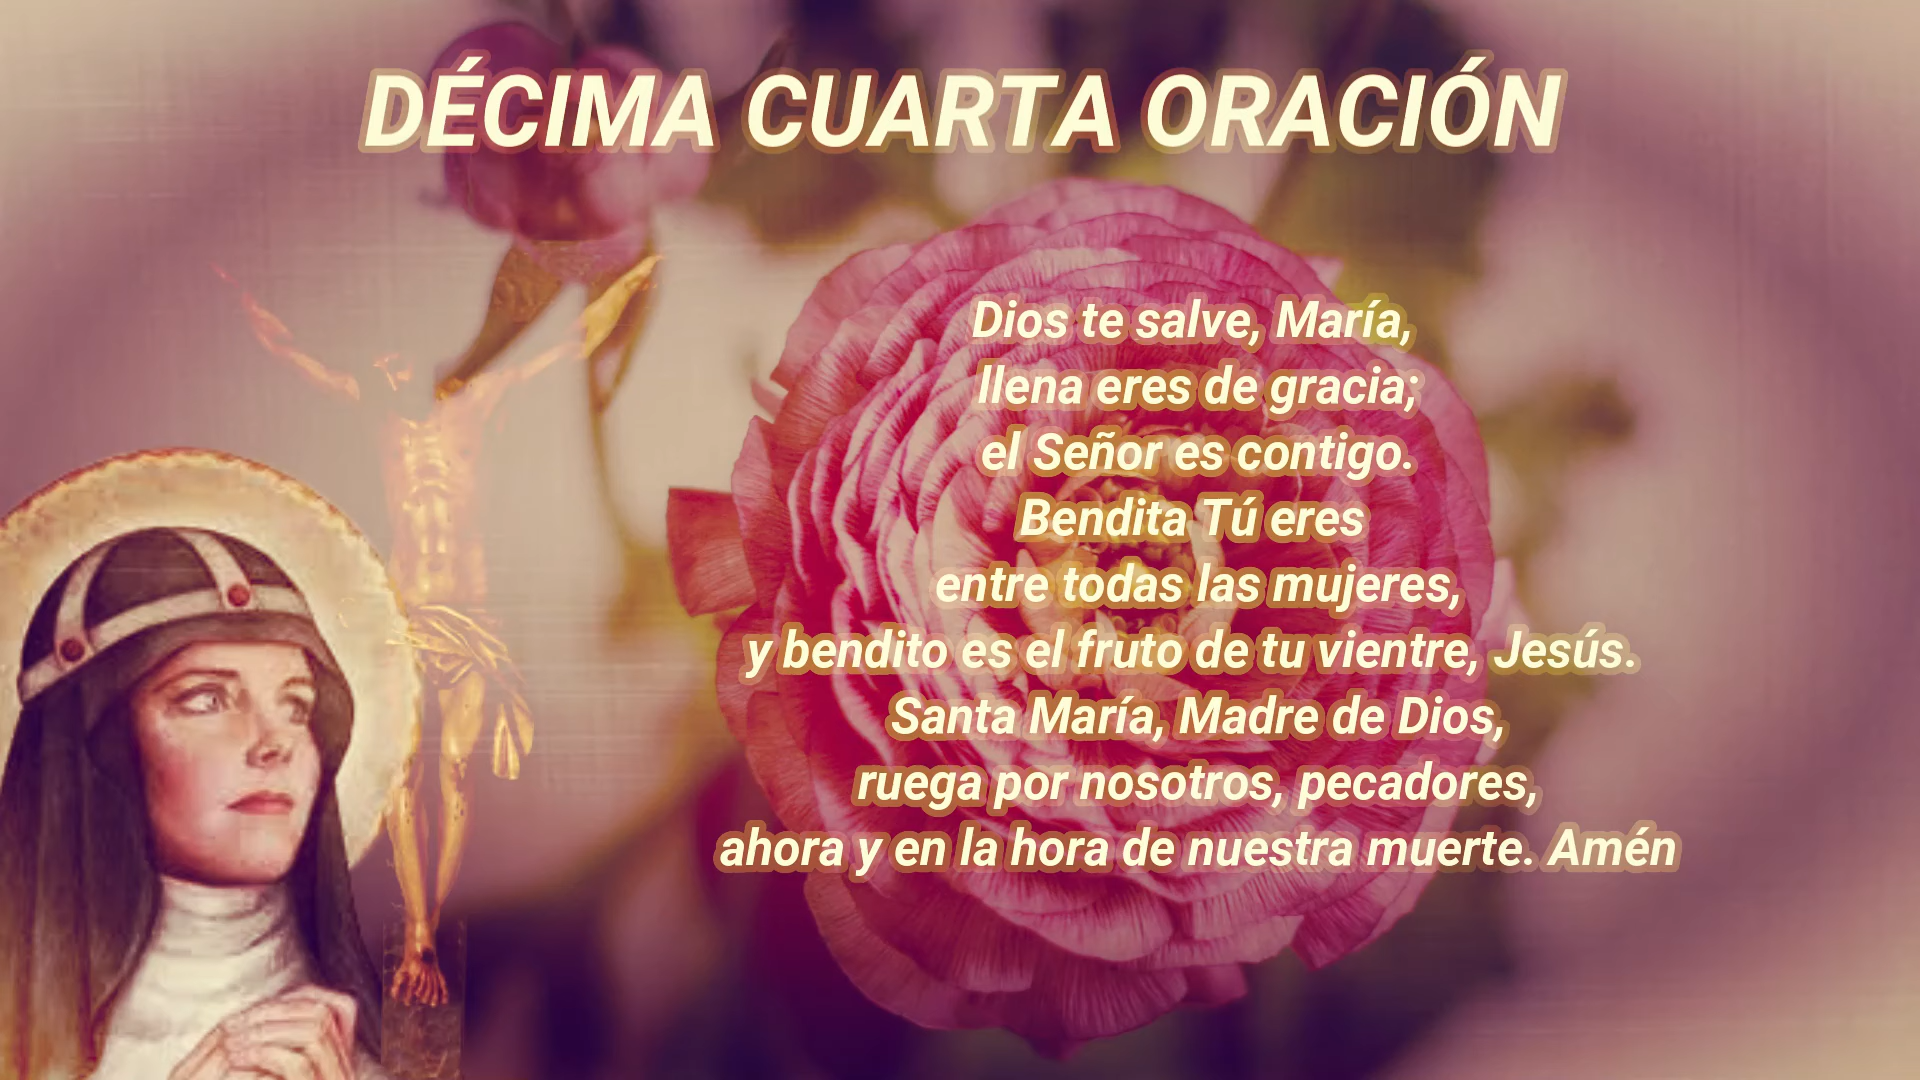 DÉCIMA CUARTA ORACIÓN
Dios te salve, María,
llena eres de gracia;
el Señor es contigo.
Bendita Tú eres
entre todas las mujeres,
y bendito es el fruto de tu vientre, Jesús.
Santa María, Madre de Dios,
ruega por nosotros, pecadores,
ahora y en la hora de nuestra muerte. Amén